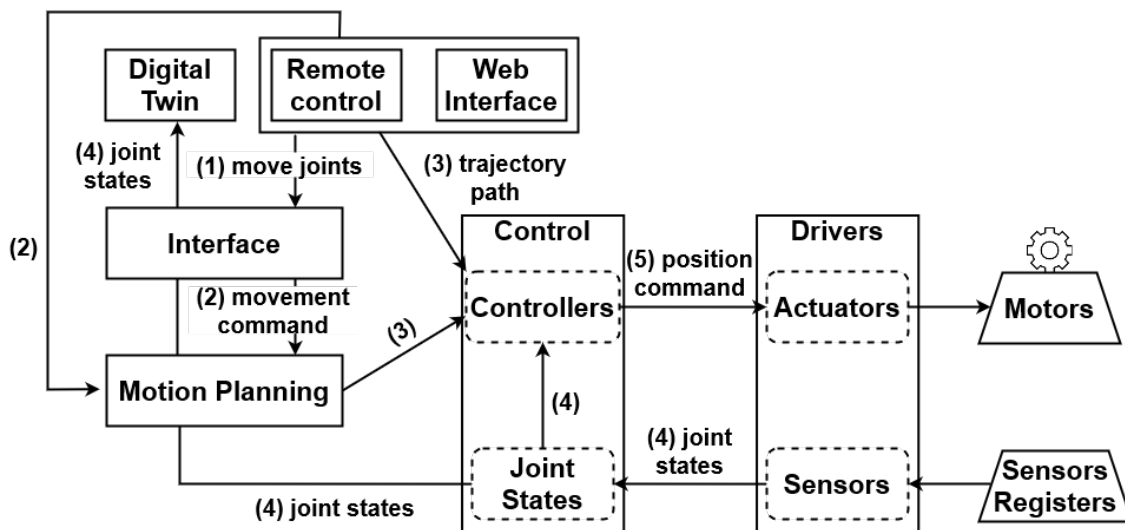 Digital
Twin
Remote
control
Web
Interface
(4) joint
states
(1) move joints
(3) trajectory
path
(2)
Interface
Control
Drivers
(2) movement
command
(3)
Controllers
(5) position
command
Actuators
Motors
Motion Planning
(4)
(4) joint
states
(4) joint states
Joint
States
Sensors
Sensors
Registers